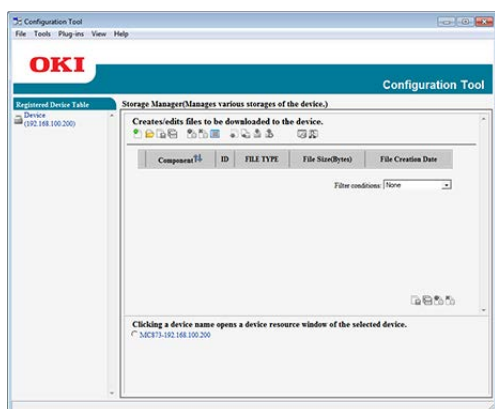 Configuration Tool
File Tools Plug-ins View Help
OKI
Configuration Tool
Registered Device Table
Device
(192.168.100.200)
Storage Manager(Manages various storages of the device.)
Creates/edits files to be downloaded to the device.
Component ID FILE TYPE File Size(Bytes) File Creation Date
Filter conditions: None
Clicking a device name opens a device resource window of the selected device.
MC873-192.168.100.200